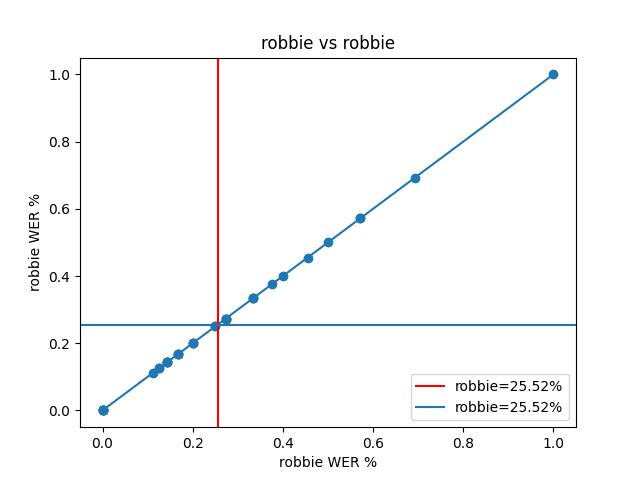 robbie vs robbie
1.0
0.8
0.6
0.4
0.2
0.0
robbie WER %
robbie=25.52%
robbie=25.52%
0.0 0.2 0.4 0.6 0.8 1.0
robbie WER %